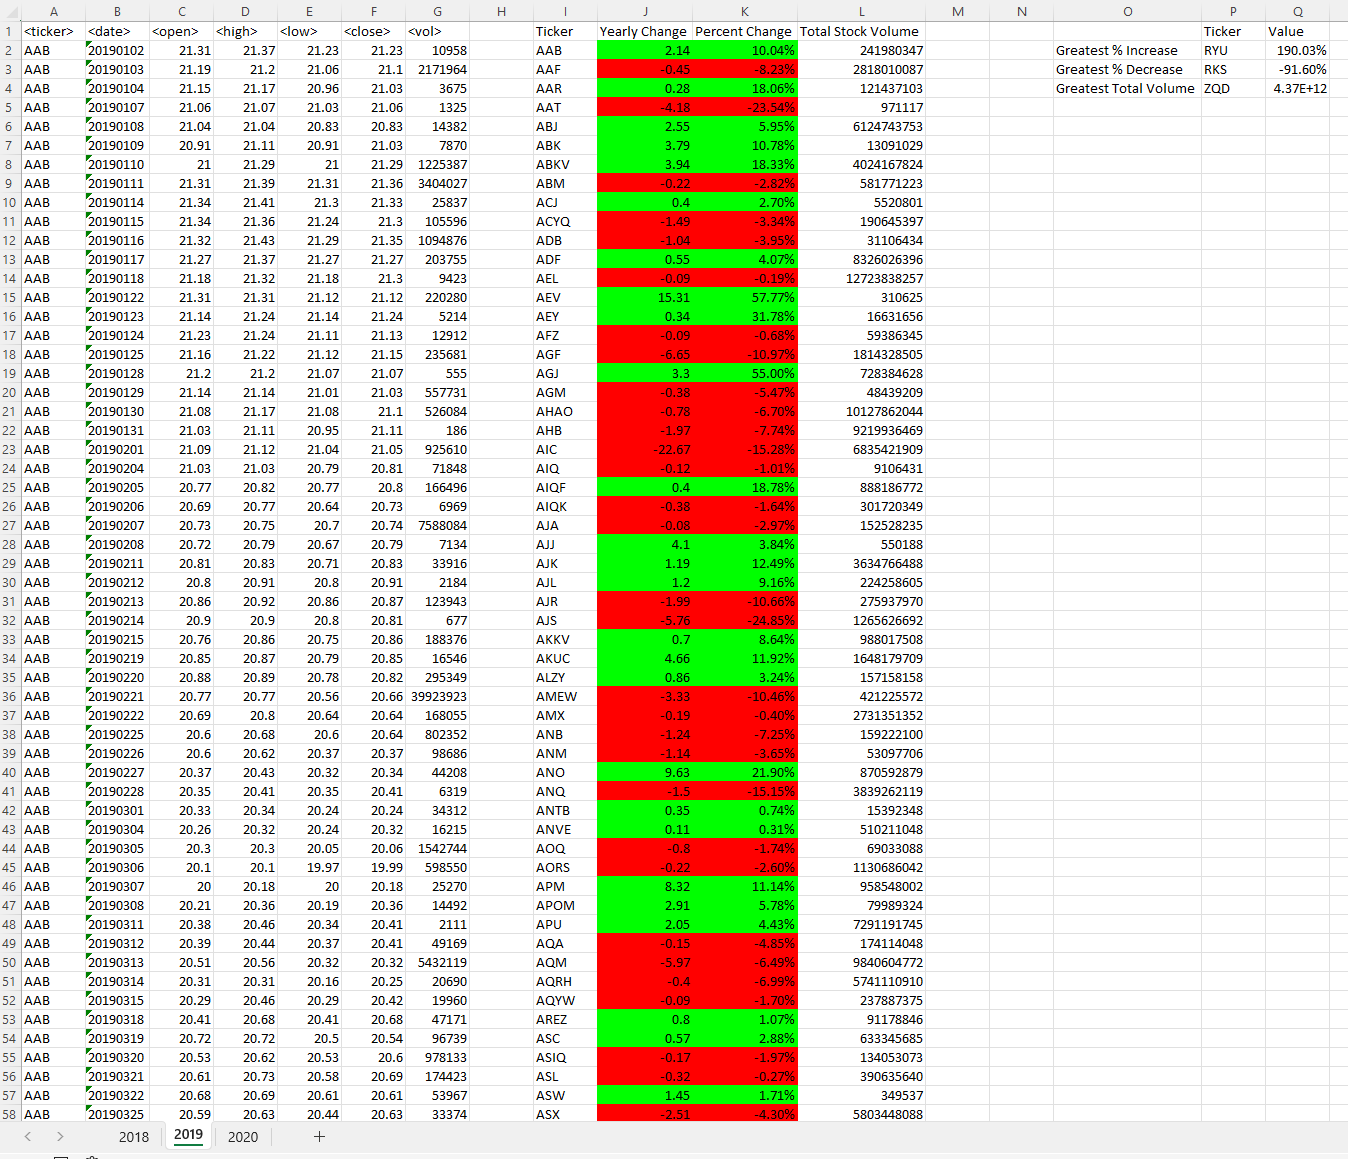 A B C D E F G H I J K L M N O P Q
1 <ticker> <date> <open> <high> <low> <close> <vol> Ticker Yearly Change Percent Change Total Stock Volume Ticker Value
2 AAB 20190102 21.31 21.37 21.23 21.23 10958 AAB 2.14 10.04% 241980347 Greatest % Increase RYU 190.03%
3 AAB 20190103 21.19 21.2 21.06 21.1 2171964 AAF -0.45 -8.23% 2818010087 Greatest % Decrease RKS -91.60%
4 AAB 20190104 21.15 21.17 20.96 21.03 3675 AAR 0.28 18.06% 121437103 Greatest Total Volume ZQD 4.37E+12
5 AAB 20190107 21.06 21.07 21.03 21.06 1325 AAT -4.18 -23.54% 971117
6 AAB 20190108 21.04 21.04 20.83 20.83 14382 ABJ 2.55 5.95% 6124743753
7 AAB 20190109 20.91 21.11 20.91 21.03 7870 ABK 3.79 10.78% 13091029
8 AAB 20190110 21 21.29 21 21.29 1225387 ABKV 3.94 18.33% 4024167824
9 AAB 20190111 21.31 21.39 21.31 21.36 3404027 ABM -0.22 -2.82% 581771223
10 AAB 20190114 21.34 21.41 21.3 21.33 25837 ACJ 0.4 2.70% 5520801
11 AAB 20190115 21.34 21.36 21.24 21.3 105596 ACYQ -1.49 -3.34% 190645397
12 AAB 20190116 21.32 21.43 21.29 21.35 1094876 ADB -1.04 -3.95% 31106434
13 AAB 20190117 21.27 21.37 21.27 21.27 203755 ADF 0.55 4.07% 8326026396
14 AAB 20190118 21.18 21.32 21.18 21.3 9423 AEL -0.09 -0.19% 12723838257
15 AAB 20190122 21.31 21.31 21.12 21.12 220280 AEV 15.31 57.77% 310625
16 AAB 20190123 21.14 21.24 21.14 21.24 5214 AEY 0.34 31.78% 16631656
17 AAB 20190124 21.23 21.24 21.11 21.13 12912 AFZ -0.09 -0.68% 59386345
18 AAB 20190125 21.16 21.22 21.12 21.15 235681 AGF -6.65 -10.97% 1814328505
19 AAB 20190128 21.2 21.2 21.07 21.07 555 AGJ 3.3 55.00% 728384628
20 AAB 20190129 21.14 21.14 21.01 21.03 557731 AGM -0.38 -5.47% 48439209
21 AAB 20190130 21.08 21.17 21.08 21.1 526084 AHAO -0.78 -6.70% 10127862044
22 AAB 20190131 21.03 21.11 20.95 21.11 186 AHB -1.97 -7.74% 9219936469
23 AAB 20190201 21.09 21.12 21.04 21.05 925610 AIC -22.67 -15.28% 6835421909
24 AAB 20190204 21.03 21.03 20.79 20.81 71848 AIQ -0.12 -1.01% 9106431
25 AAB 20190205 20.77 20.82 20.77 20.8 166496 AIQF 0.4 18.78% 888186772
26 AAB 20190206 20.69 20.77 20.64 20.73 6969 AIQK -0.38 -1.64% 301720349
27 AAB 20190207 20.73 20.75 20.7 20.74 7588084 AJA -0.08 -2.97% 152528235
28 AAB 20190208 20.72 20.79 20.67 20.79 7134 AJJ 4.1 3.84% 550188
29 AAB 20190211 20.81 20.83 20.71 20.83 33916 AJK 1.19 12.49% 3634766488
30 AAB 20190212 20.8 20.91 20.8 20.91 2184 AJL 1.2 9.16% 224258605
31 AAB 20190213 20.86 20.92 20.86 20.87 123943 AJR -1.99 -10.66% 275937970
32 AAB 20190214 20.9 20.9 20.8 20.81 677 AJS -5.76 -24.85% 1265626692
33 AAB 20190215 20.76 20.86 20.75 20.86 188376 AKKV 0.7 8.64% 988017508
34 AAB 20190219 20.85 20.87 20.79 20.85 16546 AKUC 4.66 11.92% 1648179709
35 AAB 20190220 20.88 20.89 20.78 20.82 295349 ALZY 0.86 3.24% 157158158
36 AAB 20190221 20.77 20.77 20.56 20.66 39923923 AMEW -3.33 -10.46% 421225572
37 AAB 20190222 20.69 20.8 20.64 20.64 168055 AMX -0.19 -0.40% 2731351352
38 AAB 20190225 20.6 20.68 20.6 20.64 802352 ANB -1.24 -7.25% 159222100
39 AAB 20190226 20.6 20.62 20.37 20.37 98686 ANM -1.14 -3.65% 53097706
40 AAB 20190227 20.37 20.43 20.32 20.34 44208 ANO 9.63 21.90% 870592879
41 AAB 20190228 20.35 20.41 20.35 20.41 6319 ANQ -1.5 -15.15% 3839262119
42 AAB 20190301 20.33 20.34 20.24 20.24 34312 ANTB 0.35 0.74% 15392348
43 AAB 20190304 20.26 20.32 20.24 20.32 16215 ANVE 0.11 0.31% 510211048
44 AAB 20190305 20.3 20.3 20.05 20.06 1542744 AOQ -0.8 -1.74% 69033088
45 AAB 20190306 20.1 20.1 19.97 19.99 598550 AORS -0.22 -2.60% 1130686042
46 AAB 20190307 20 20.18 20 20.18 25270 APM 8.32 11.14% 958548002
47 AAB 20190308 20.21 20.36 20.19 20.36 14492 APOM 2.91 5.78% 79989324
48 AAB 20190311 20.38 20.46 20.34 20.41 2111 APU 2.05 4.43% 7291191745
49 AAB 20190312 20.39 20.44 20.37 20.41 49169 AQA -0.15 -4.85% 174114048
50 AAB 20190313 20.51 20.56 20.32 20.32 5432119 AQM -5.97 -6.49% 9840604772
51 AAB 20190314 20.31 20.31 20.16 20.25 20690 AQRH -0.4 -6.99% 5741110910
52 AAB 20190315 20.29 20.46 20.29 20.42 19960 AQYW -0.09 -1.70% 237887375
53 AAB 20190318 20.41 20.68 20.41 20.68 47171 AREZ 0.8 1.07% 91178846
54 AAB 20190319 20.72 20.72 20.5 20.54 96739 ASC 0.57 2.88% 633345685
55 AAB 20190320 20.53 20.62 20.53 20.6 978133 ASIQ -0.17 -1.97% 134053073
56 AAB 20190321 20.61 20.73 20.58 20.69 174423 ASL -0.32 -0.27% 390635640
57 AAB 20190322 20.68 20.69 20.61 20.61 53967 ASW 1.45 1.71% 349537
58 AAB 20190325 20.59 20.63 20.44 20.63 33374 ASX -2.51 -4.30% 5803448088
2018 2019 2020